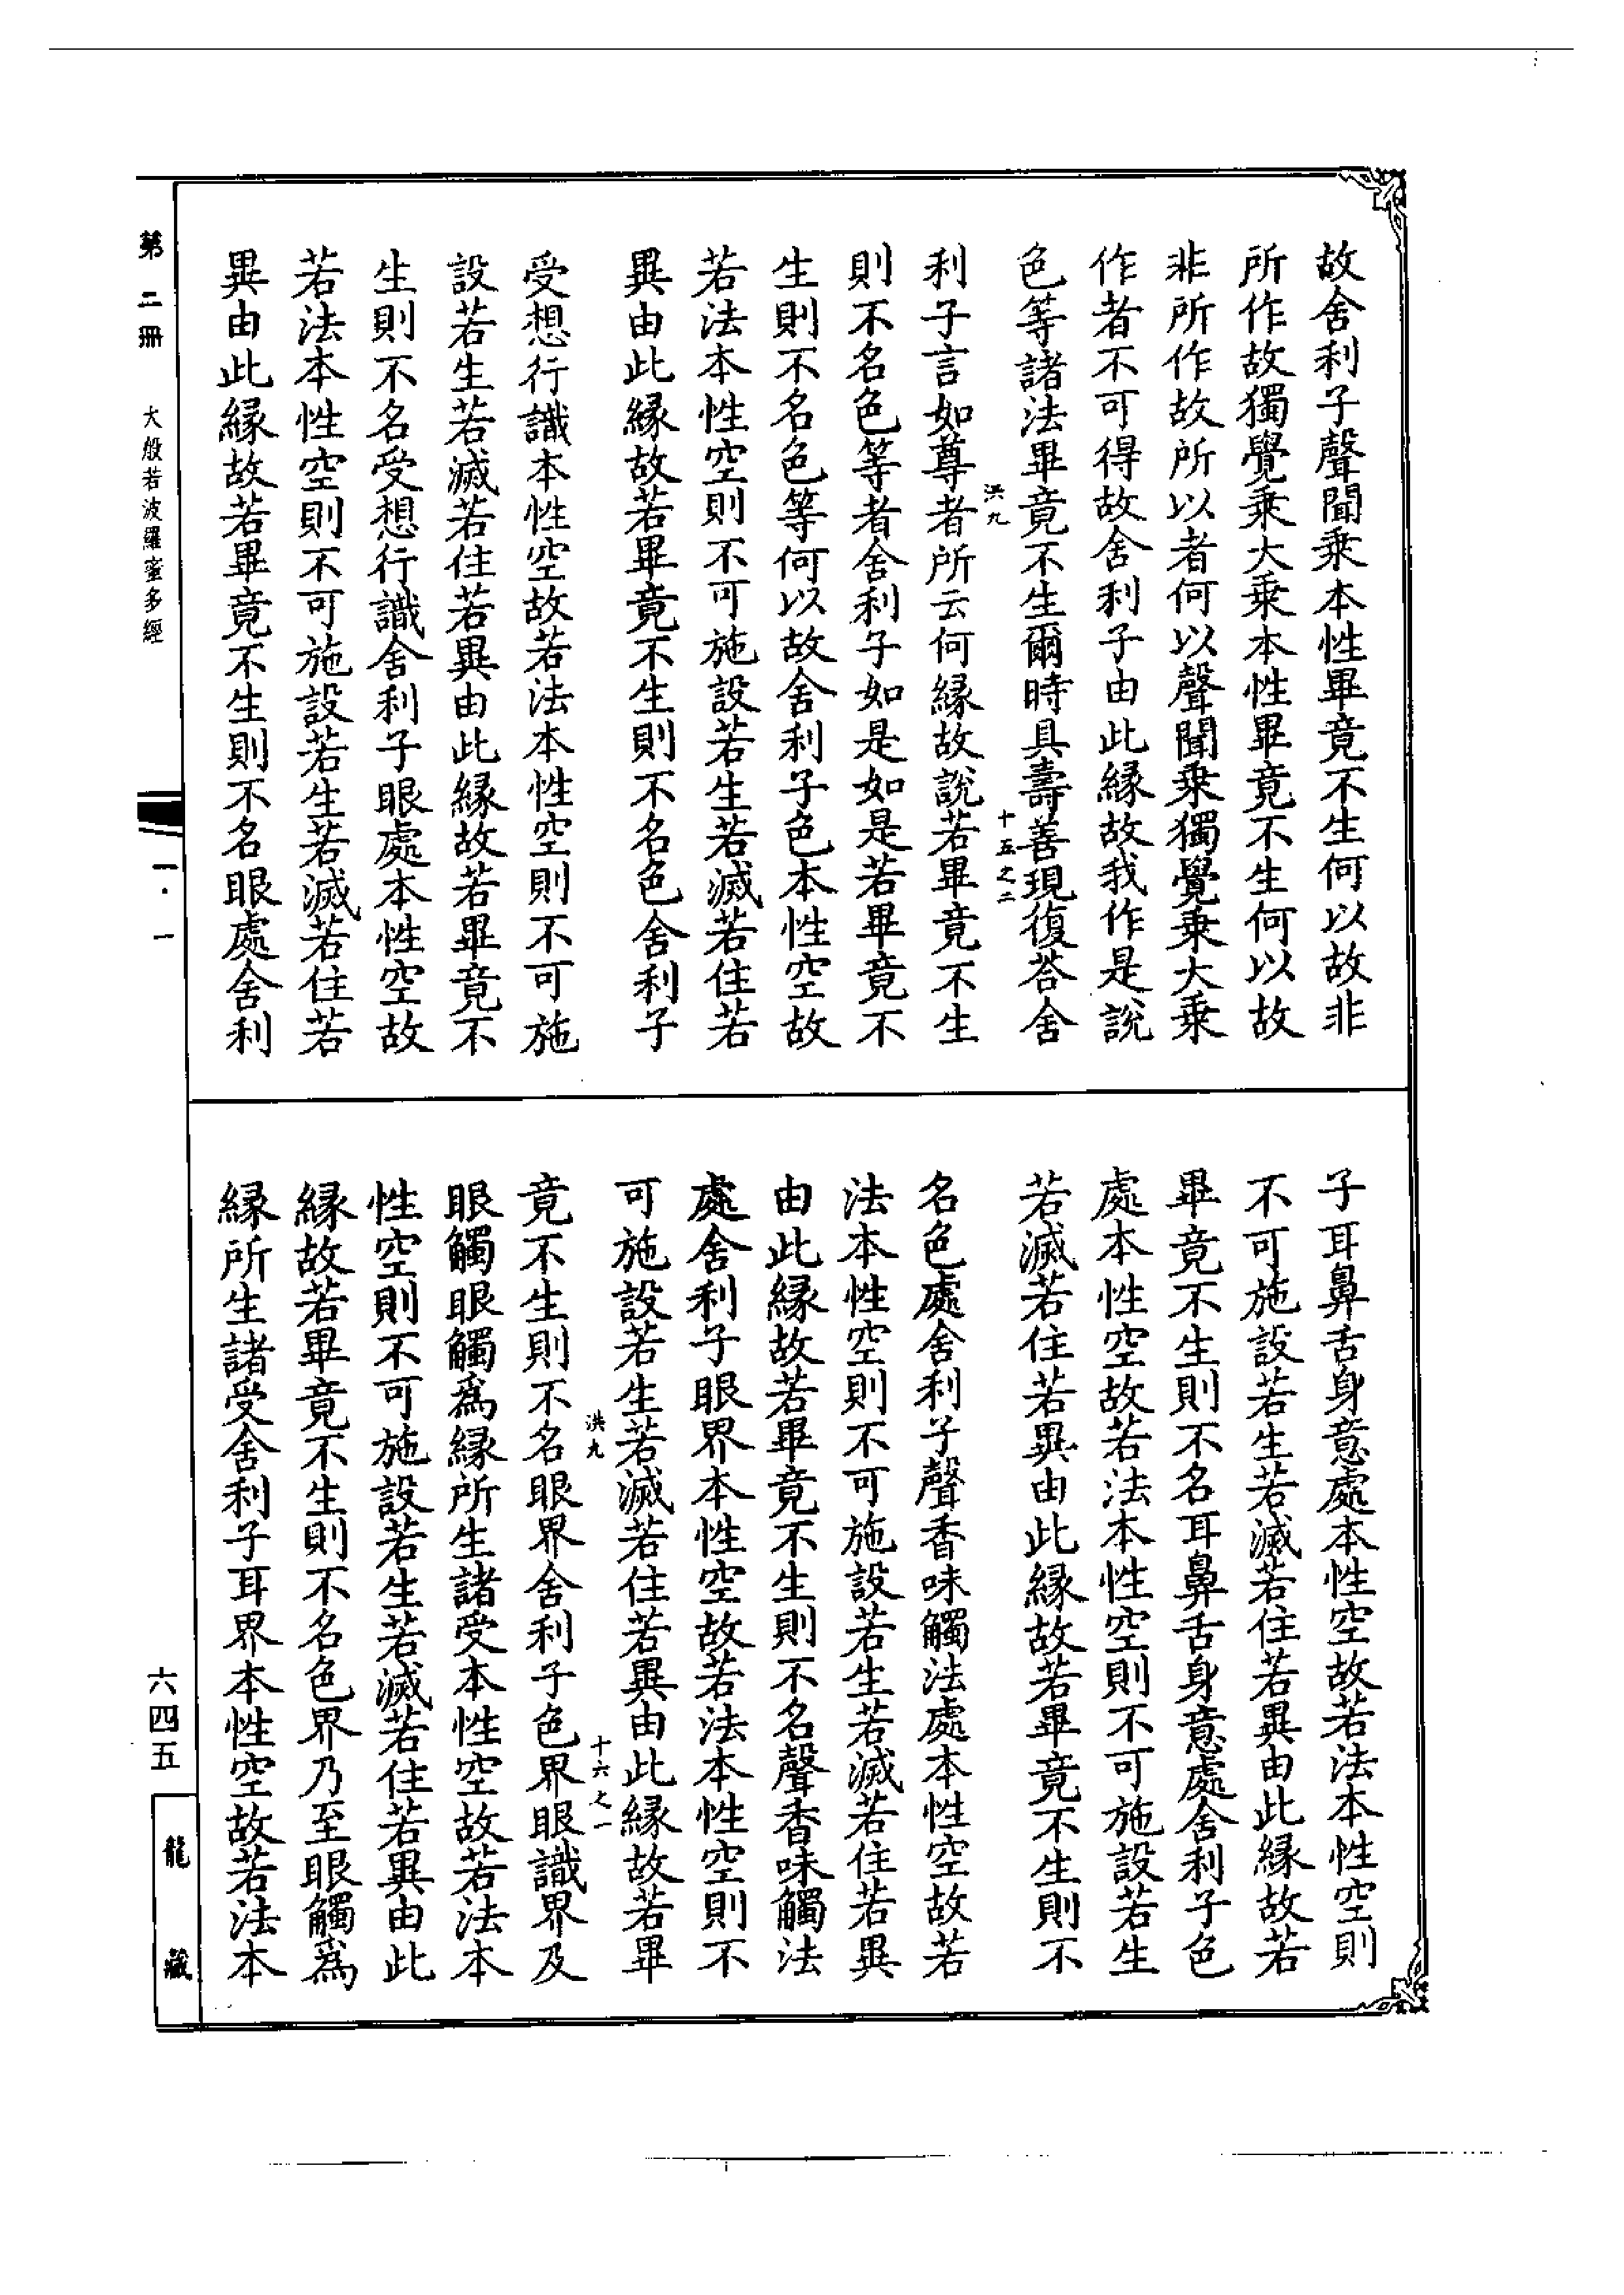 故舍利子聲聞乘本性畢竟不生何以故非
所作故獨覺乘大乘本性畢竟不生何以故
非所作故所以者何以聲聞乘獨覺乘大乘
作者不可得故舍利子由此緣故我作是說
色等諸法畢竟不生爾時具壽善現復荅舍
洪九
十五之二
利子言如尊者所云何緣故說若畢竟不生
則不名色等者舍利子如是如是若畢竟不
生則不名色等何以故舍利子色本性空故
若法本性空則不可施設若生若滅若住若
異由此緣故若畢竟不生則不名色舍利子
受想行識本性空故若法本性空則不可施
設若生若滅若住若異由此緣故若畢竟不
生則不名受想行識舍利子眼處本性空故
若法本性空則不可施設若生若滅若住若
異由此緣故若畢竟不生則不名眼處舍利
子耳鼻舌身意處本性空故若法本性空則
不可施設若生若滅若住若異由此緣故若
畢竟不生則不名耳鼻舌身意處舍利子色
處本性空故若法本性空則不可施設若生
若滅若住若異由此緣故若畢竟不生則不
名色處舍利子聲香味觸法處本性空故若
法本性空則不可施設若生若滅若住若異
由此緣故若畢竟不生則不名聲香味觸法
處舍利子眼界本性空故若法本性空則不
可施設若生若滅若住若異由此緣故若畢
洪九
十六之一
竟不生則不名眼界舍利子色界眼識界及
眼觸眼觸爲緣所生諸受本性空故若法本
性空則不可施設若生若滅若住若異由此
緣故若畢竟不生則不名色界乃至眼觸爲
緣所生諸受舍利子耳界本性空故若法本
第二冊
大般若波羅蜜多經
一·一
六四五
龍藏